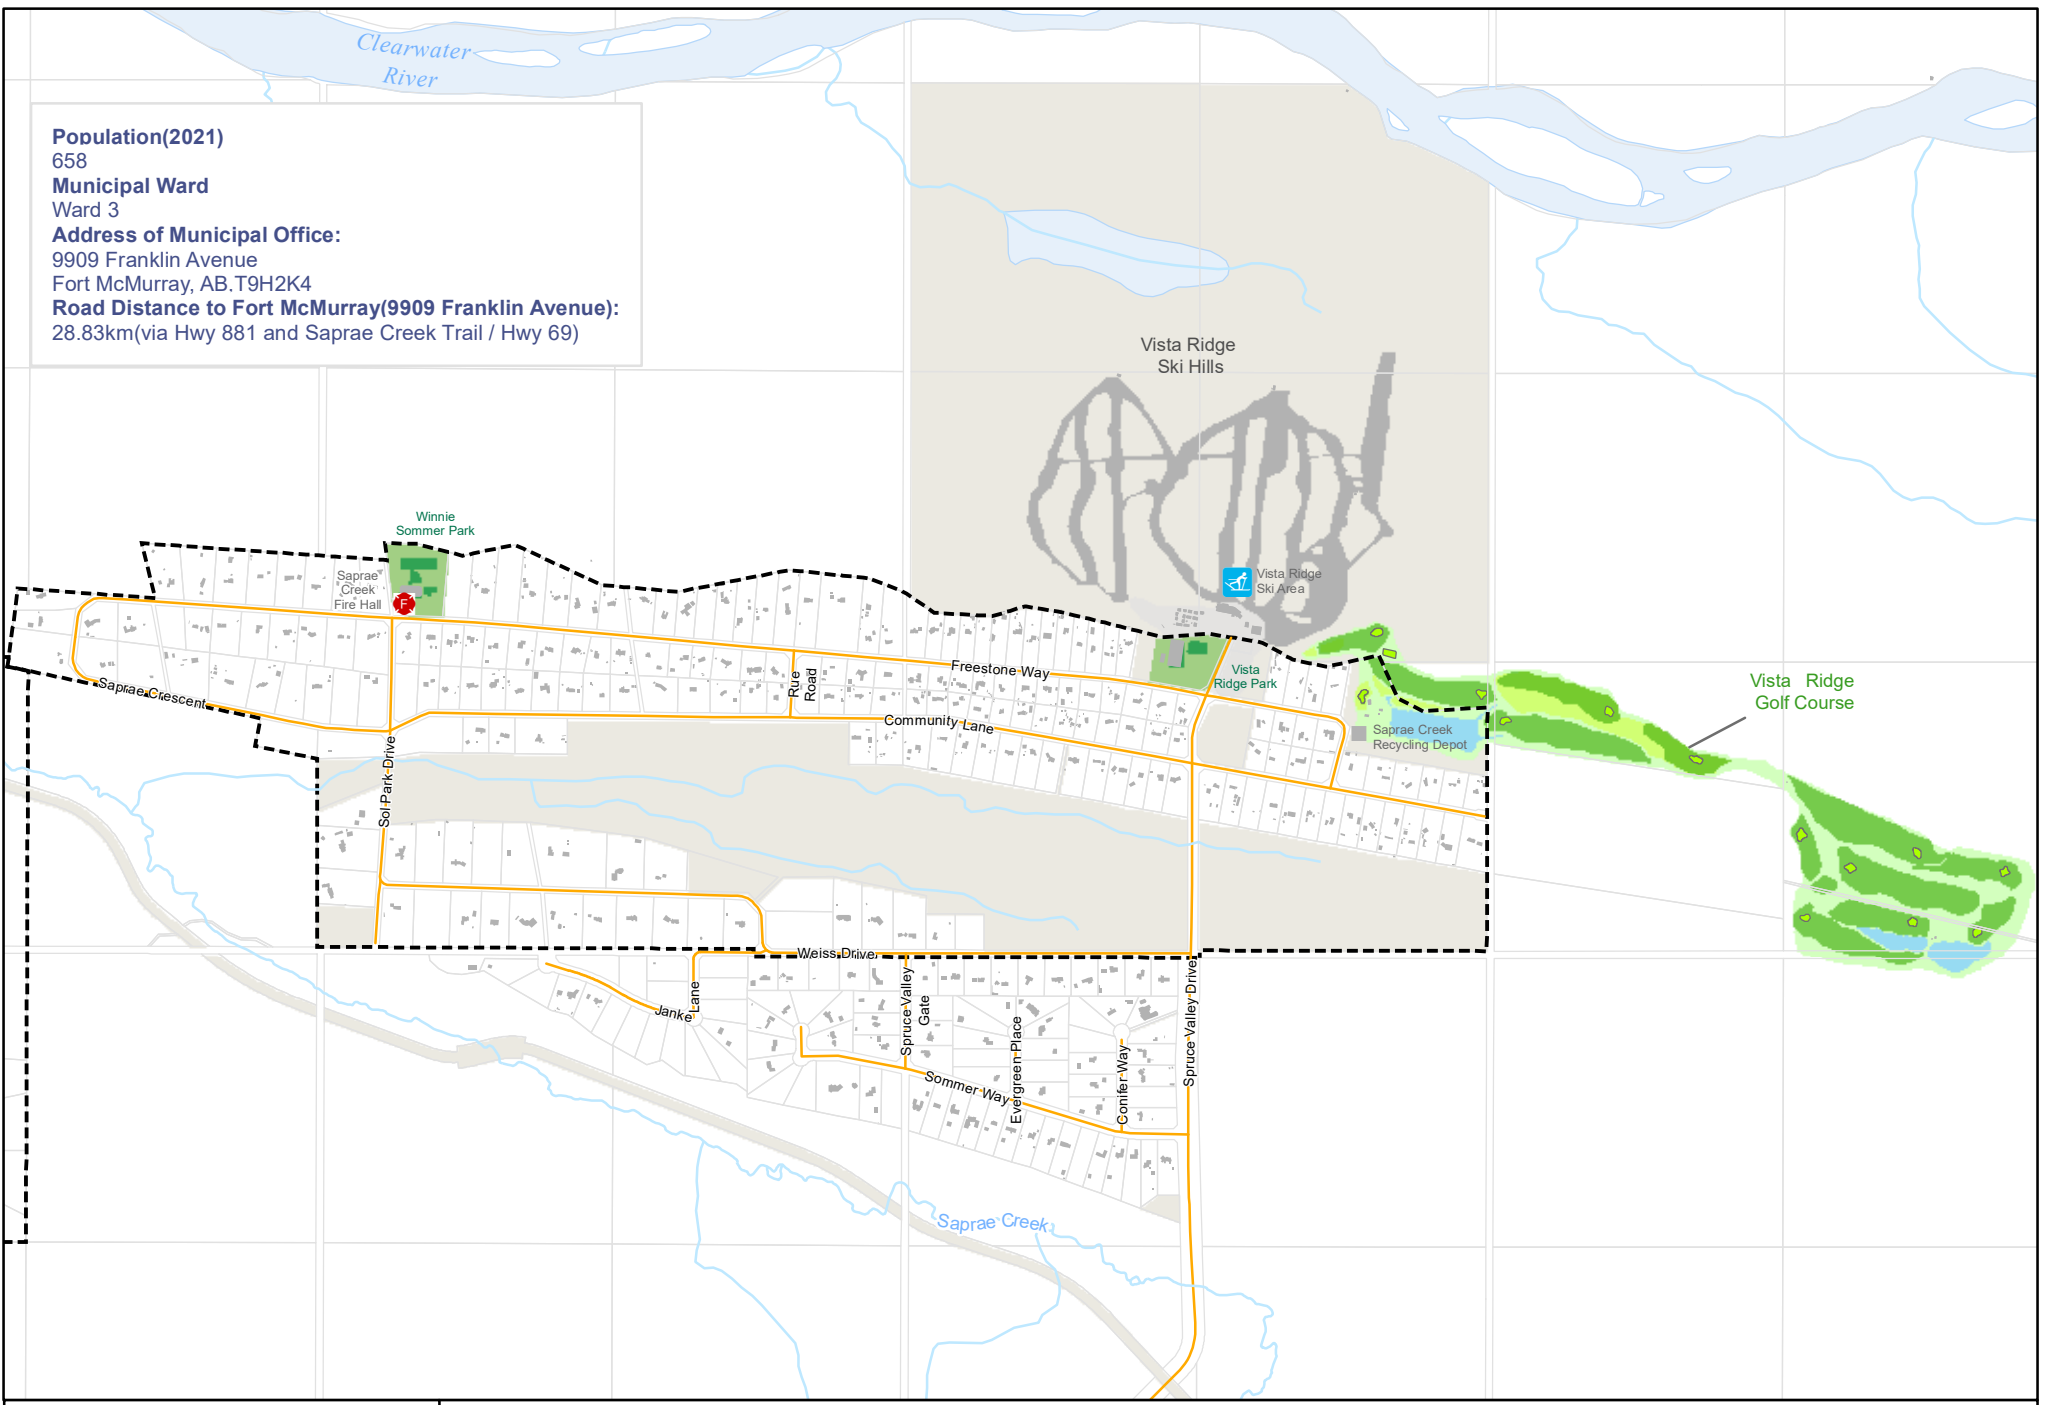 Clearwater
River
Population(2021)
658
Municipal Ward
Ward 3
Address of Municipal Office:
9909 Franklin Avenue
Fort McMurray, AB.T9H2K4
Road Distance to Fort McMurray(9909 Franklin Avenue):
28.83km(via Hwy 881 and Saprae Creek Trail / Hwy 69)
Vista Ridge
Ski Hills
Winnie
Sommer Park
Saprae
Creek
Fire Hall
F
Vista Ridge
Ski Area
Freestone Way
Rue
Road
Vista
Ridge Park
Vista Ridge
Golf Course
Saprae Crescent
Community Lane
Saprae Creek
Recycling Depot
Sol Park Drive
Weiss Drive
Janke Lane
Spruce Valley
Gate
Evergreen Place
Conifer Way
Spruce Valley Drive
Sommer Way
Saprae Creek